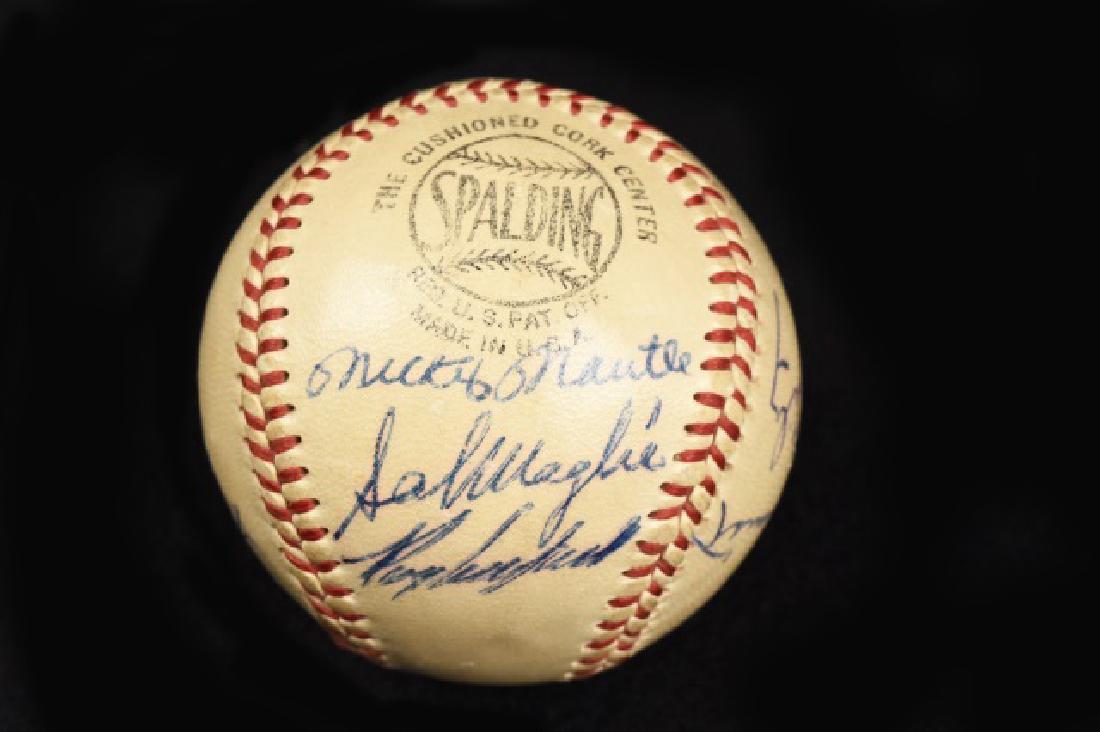 THE CUSHIONED CORK CENTER
SPALDING
REG. U.S. PAT. OFF.
MADE IN U.S.A.
Mickey Mantle
Sal Maglie